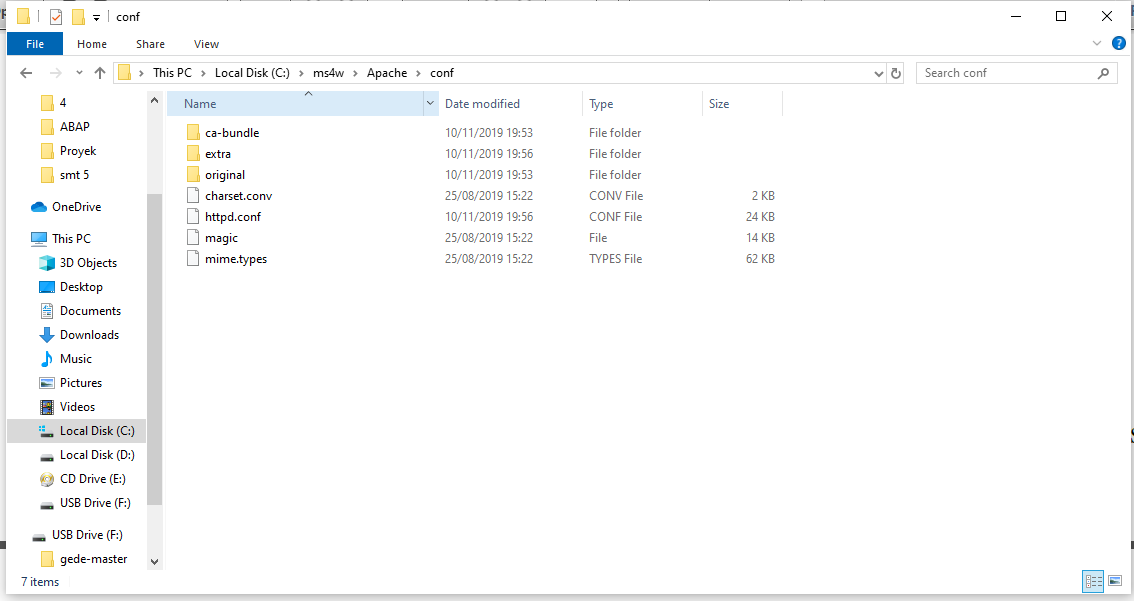 conf
File Home Share View
This PC Local Disk (C:) ms4w Apache conf
Search conf
4
ABAP
Proyek
smt 5
OneDrive
This PC
3D Objects
Desktop
Documents
Downloads
Music
Pictures
Videos
Local Disk (C:)
Local Disk (D:)
CD Drive (E:)
USB Drive (F:)
USB Drive (F:)
gede-master
Name Date modified Type Size
ca-bundle 10/11/2019 19:53 File folder
extra 10/11/2019 19:56 File folder
original 10/11/2019 19:53 File folder
charset.conv 25/08/2019 15:22 CONV File 2 KB
httpd.conf 10/11/2019 19:56 CONF File 24 KB
magic 25/08/2019 15:22 File 14 KB
mime.types 25/08/2019 15:22 TYPES File 62 KB
7 items